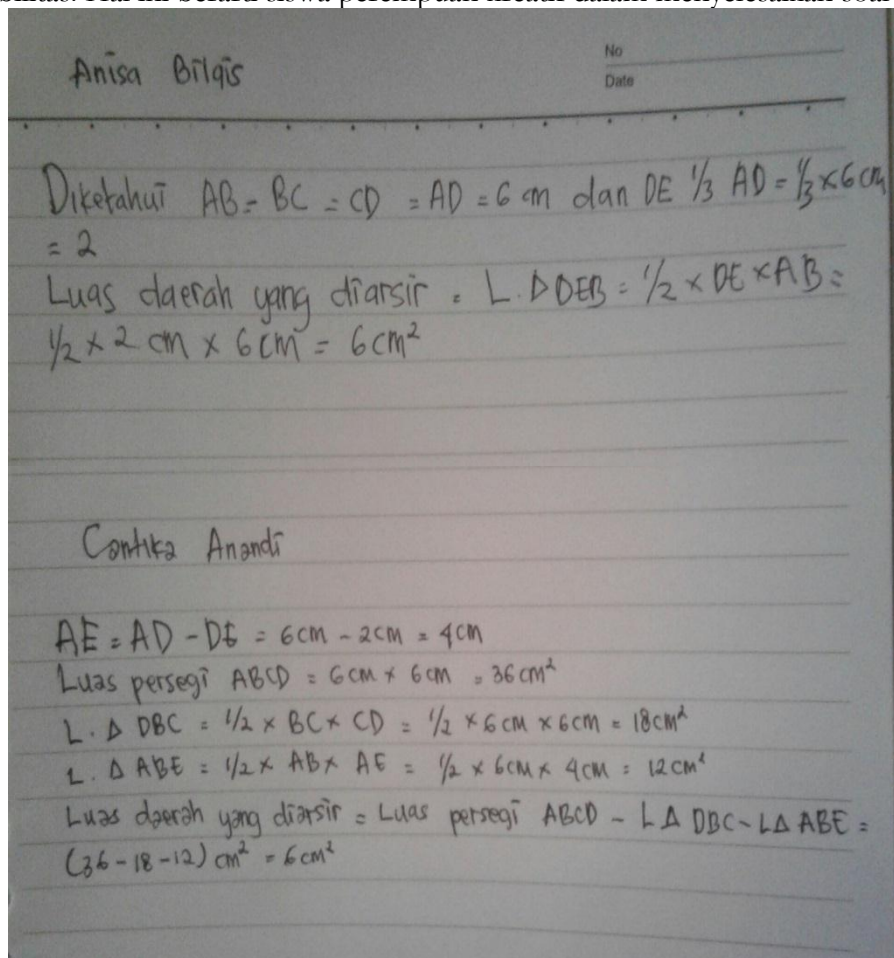 Anisa Bilqis
No
Date
Diketahui AB = BC = CD = AD = 6 cm dan DE 1/3 AD = 1/3 × 6 cm
= 2
Luas daerah yang diarsir = L. Δ DEB = 1/2 × DE × AB =
1/2 × 2 cm × 6 cm = 6 cm²
Cantika Anandi
AE = AD - DE = 6 cm - 2 cm = 4 cm
Luas persegi ABCD = 6 cm × 6 cm = 36 cm²
L. Δ DBC = 1/2 × BC × CD = 1/2 × 6 cm × 6 cm = 18 cm²
L. Δ ABE = 1/2 × AB × AE = 1/2 × 6 cm × 4 cm = 12 cm²
Luas daerah yang diarsir = Luas persegi ABCD - L Δ DBC - L Δ ABE =
(36 - 18 - 12) cm² = 6 cm²